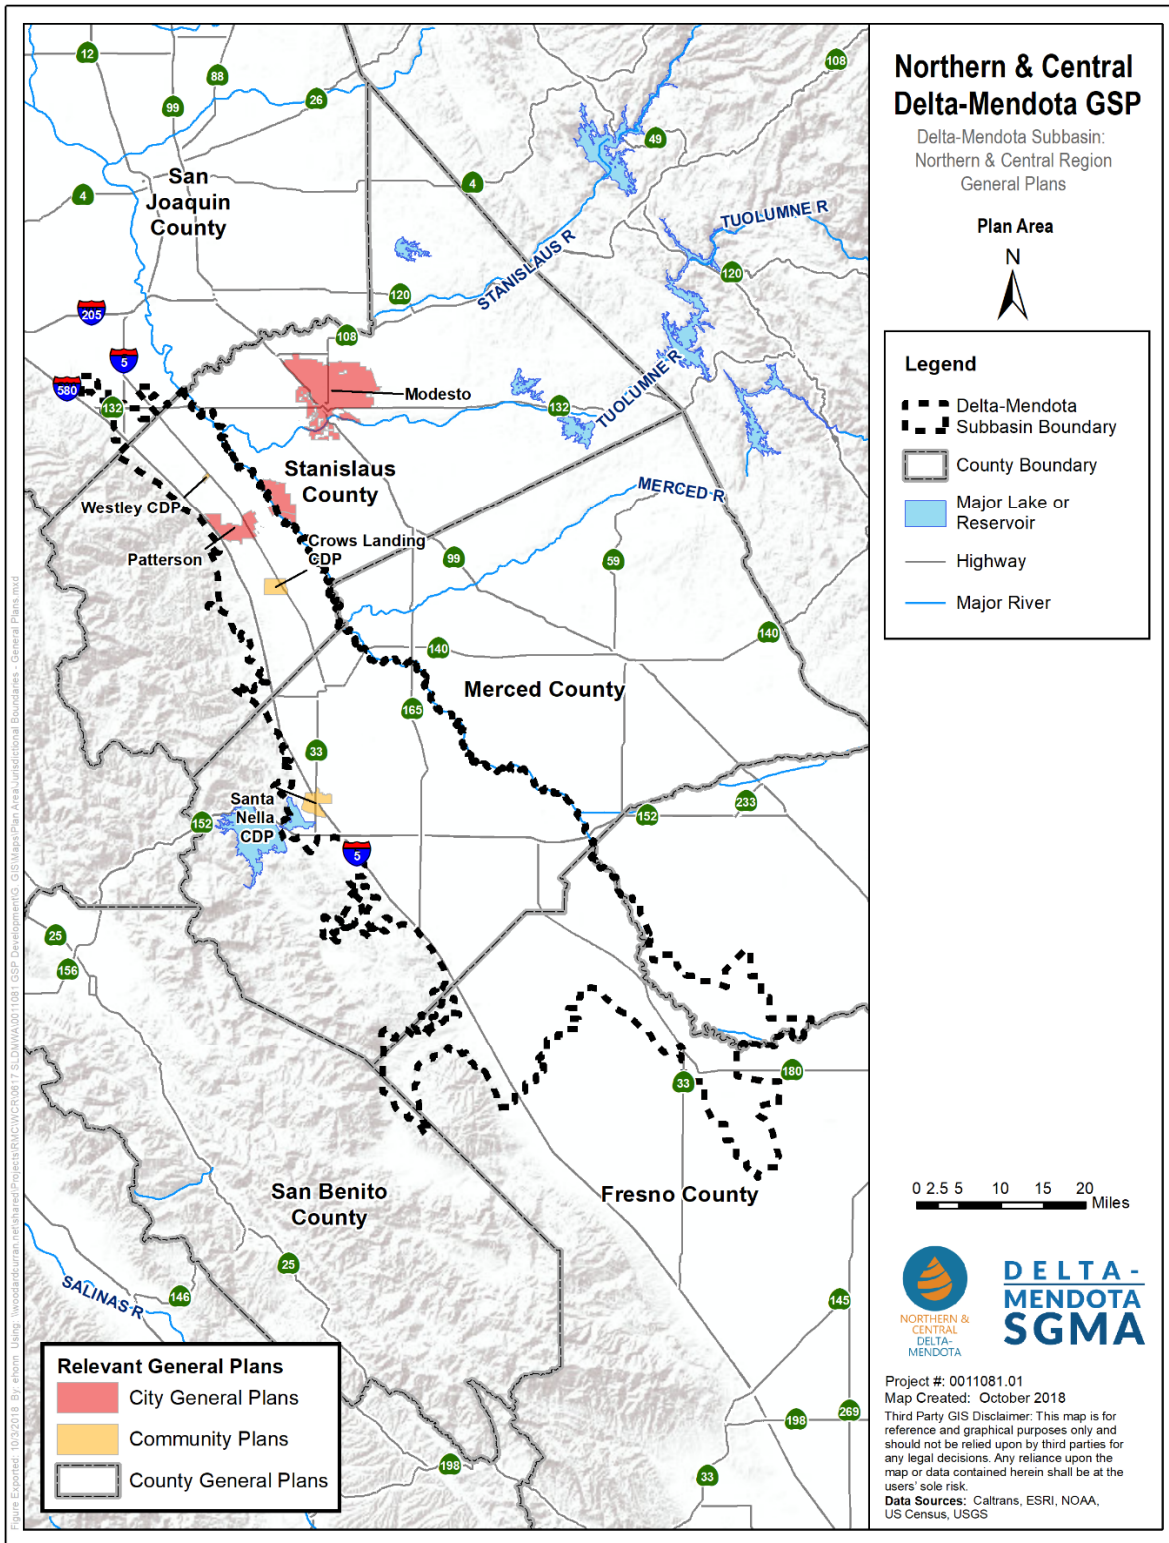 Northern & Central
Delta-Mendota GSP
Delta-Mendota Subbasin:
Northern & Central Region
General Plans
Plan Area
N
Legend
Delta-Mendota
Subbasin Boundary
County Boundary
Major Lake or
Reservoir
Highway
Major River
0 2.5 5 10 15 20
Miles
NORTHERN &
CENTRAL
DELTA-
MENDOTA
DELTA-
MENDOTA
SGMA
Project #: 0011081.01
Map Created: October 2018
Third Party GIS Disclaimer: This map is for
reference and graphical purposes only and
should not be relied upon by third parties for
any legal decisions. Any reliance upon the
map or data contained herein shall be at the
users' sole risk.
Data Sources: Caltrans, ESRI, NOAA,
US Census, USGS
12
88
99
26
108
49
4
4
San
Joaquin
County
TUOLUMNE R
STANISLAUS R
120
120
205
108
5
580
132
Modesto
132
TUOLUMNE R
Stanislaus
County
MERCED R
Westley CDP
Patterson
Crows Landing
CDP
99
59
140
140
Merced County
165
33
Santa
Nella
CDP
152
152
233
5
25
156
180
33
San Benito
County
Fresno County
25
SALINAS R
146
145
198
269
198
33
Relevant General Plans
City General Plans
Community Plans
County General Plans